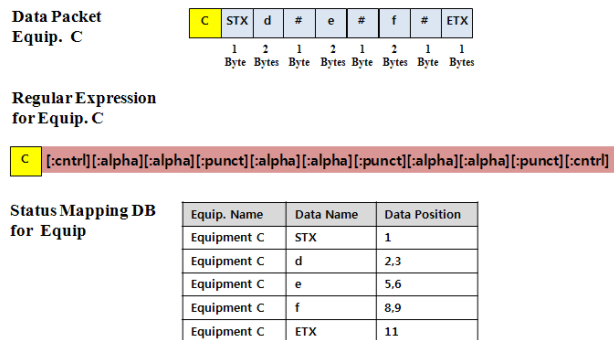 Data Packet
Equip. C
C STX d # e # f # ETX
1 2 1 2 1 2 1 1
Byte Bytes Byte Bytes Byte Bytes Byte Bytes
Regular Expression
for Equip. C
C [:cntrl][:alpha][:alpha][:punct][:alpha][:alpha][:punct][:alpha][:alpha][:punct][:cntrl]
Status Mapping DB
for Equip
Equip. Name Data Name Data Position
Equipment C STX 1
Equipment C d 2,3
Equipment C e 5,6
Equipment C f 8,9
Equipment C ETX 11